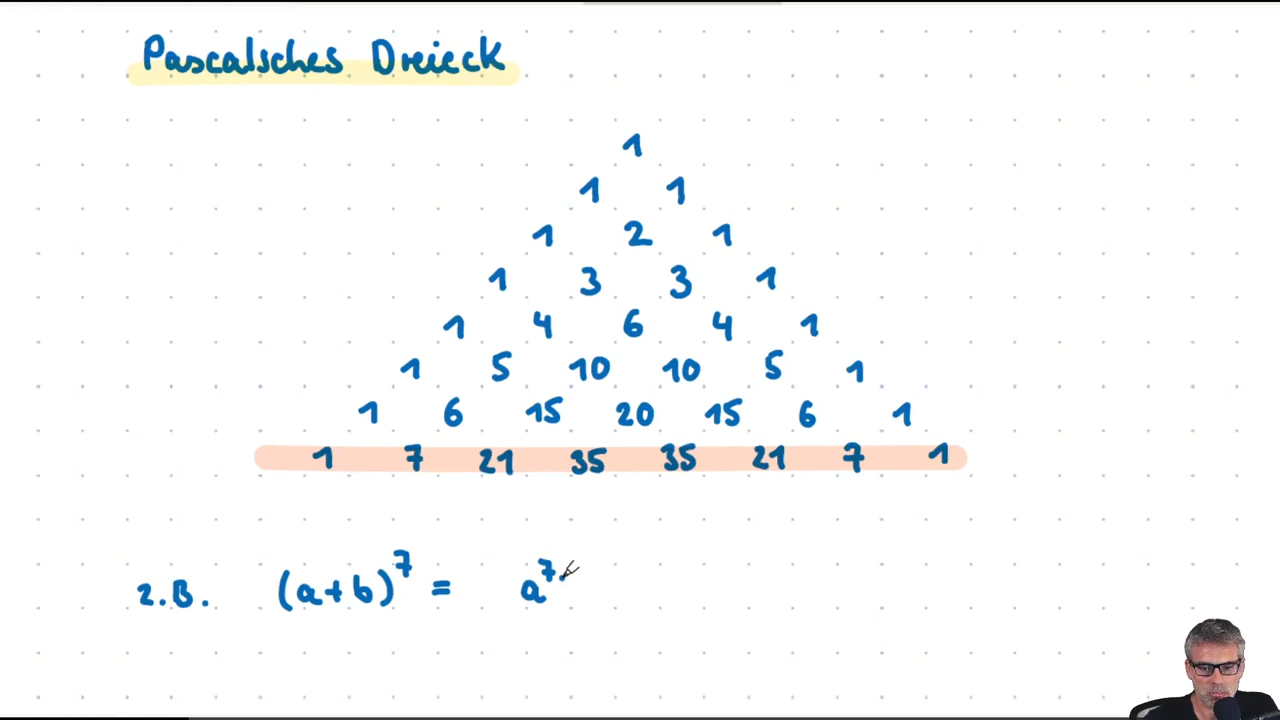 Pascalsches Dreieck
1
1 1
1 2 1
1 3 3 1
1 4 6 4 1
1 5 10 10 5 1
1 6 15 20 15 6 1
1 7 21 35 35 21 7 1
z.B. (a+b)⁷ = a⁷·